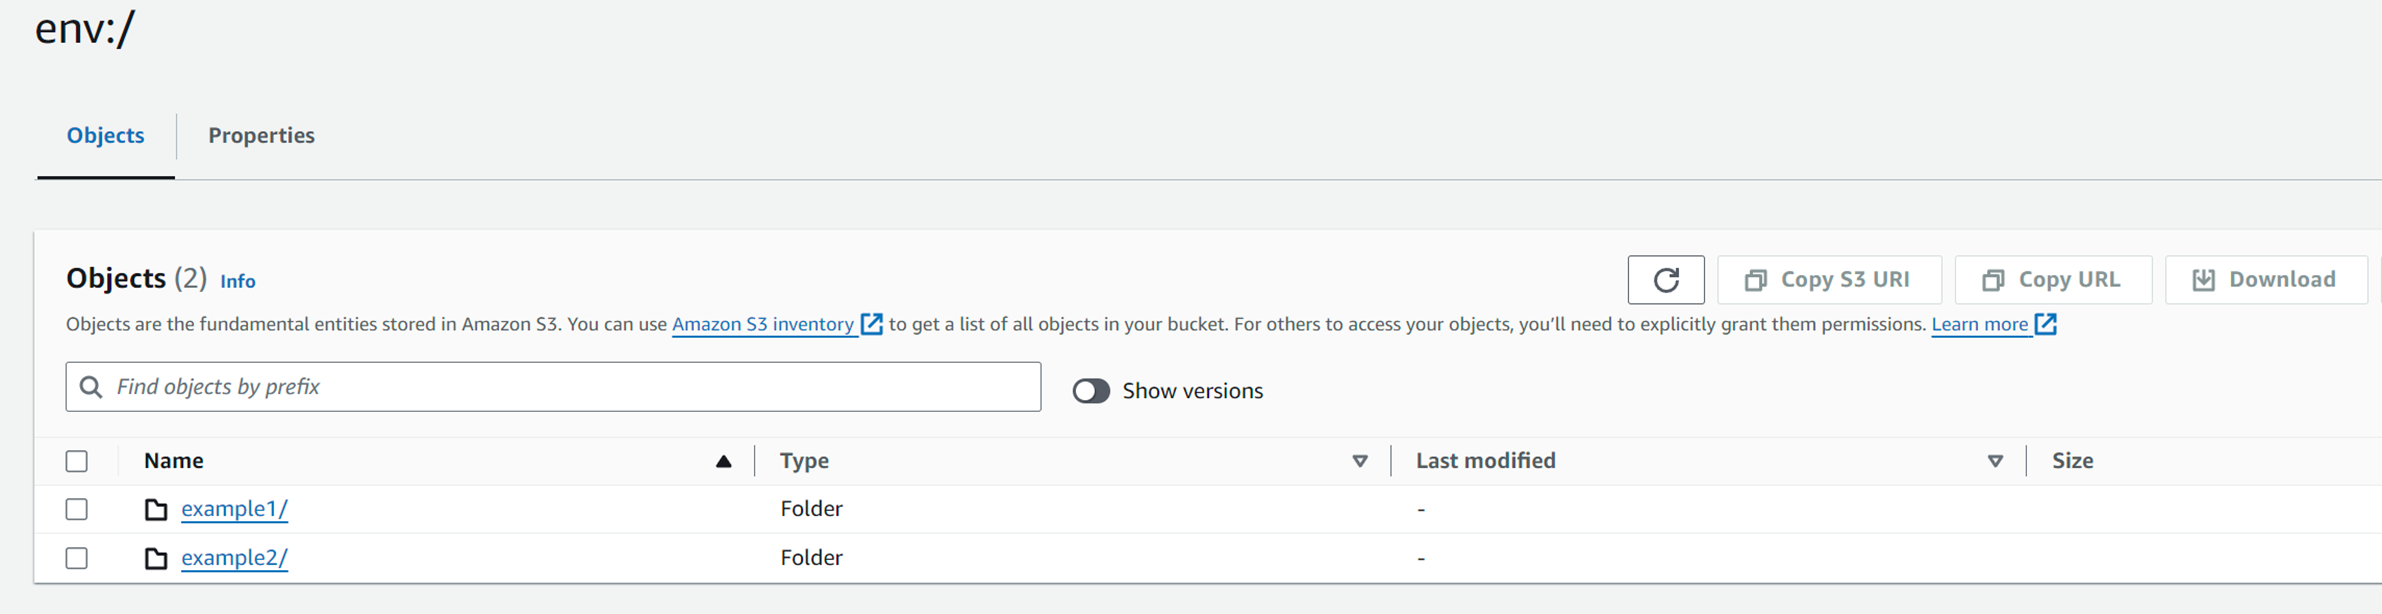 env:/
Objects
Properties
Objects (2) Info
Copy S3 URI
Copy URL
Download
Objects are the fundamental entities stored in Amazon S3. You can use Amazon S3 inventory to get a list of all objects in your bucket. For others to access your objects, you’ll need to explicitly grant them permissions. Learn more
Find objects by prefix
Show versions
Name Type Last modified Size
example1/ Folder -
example2/ Folder -